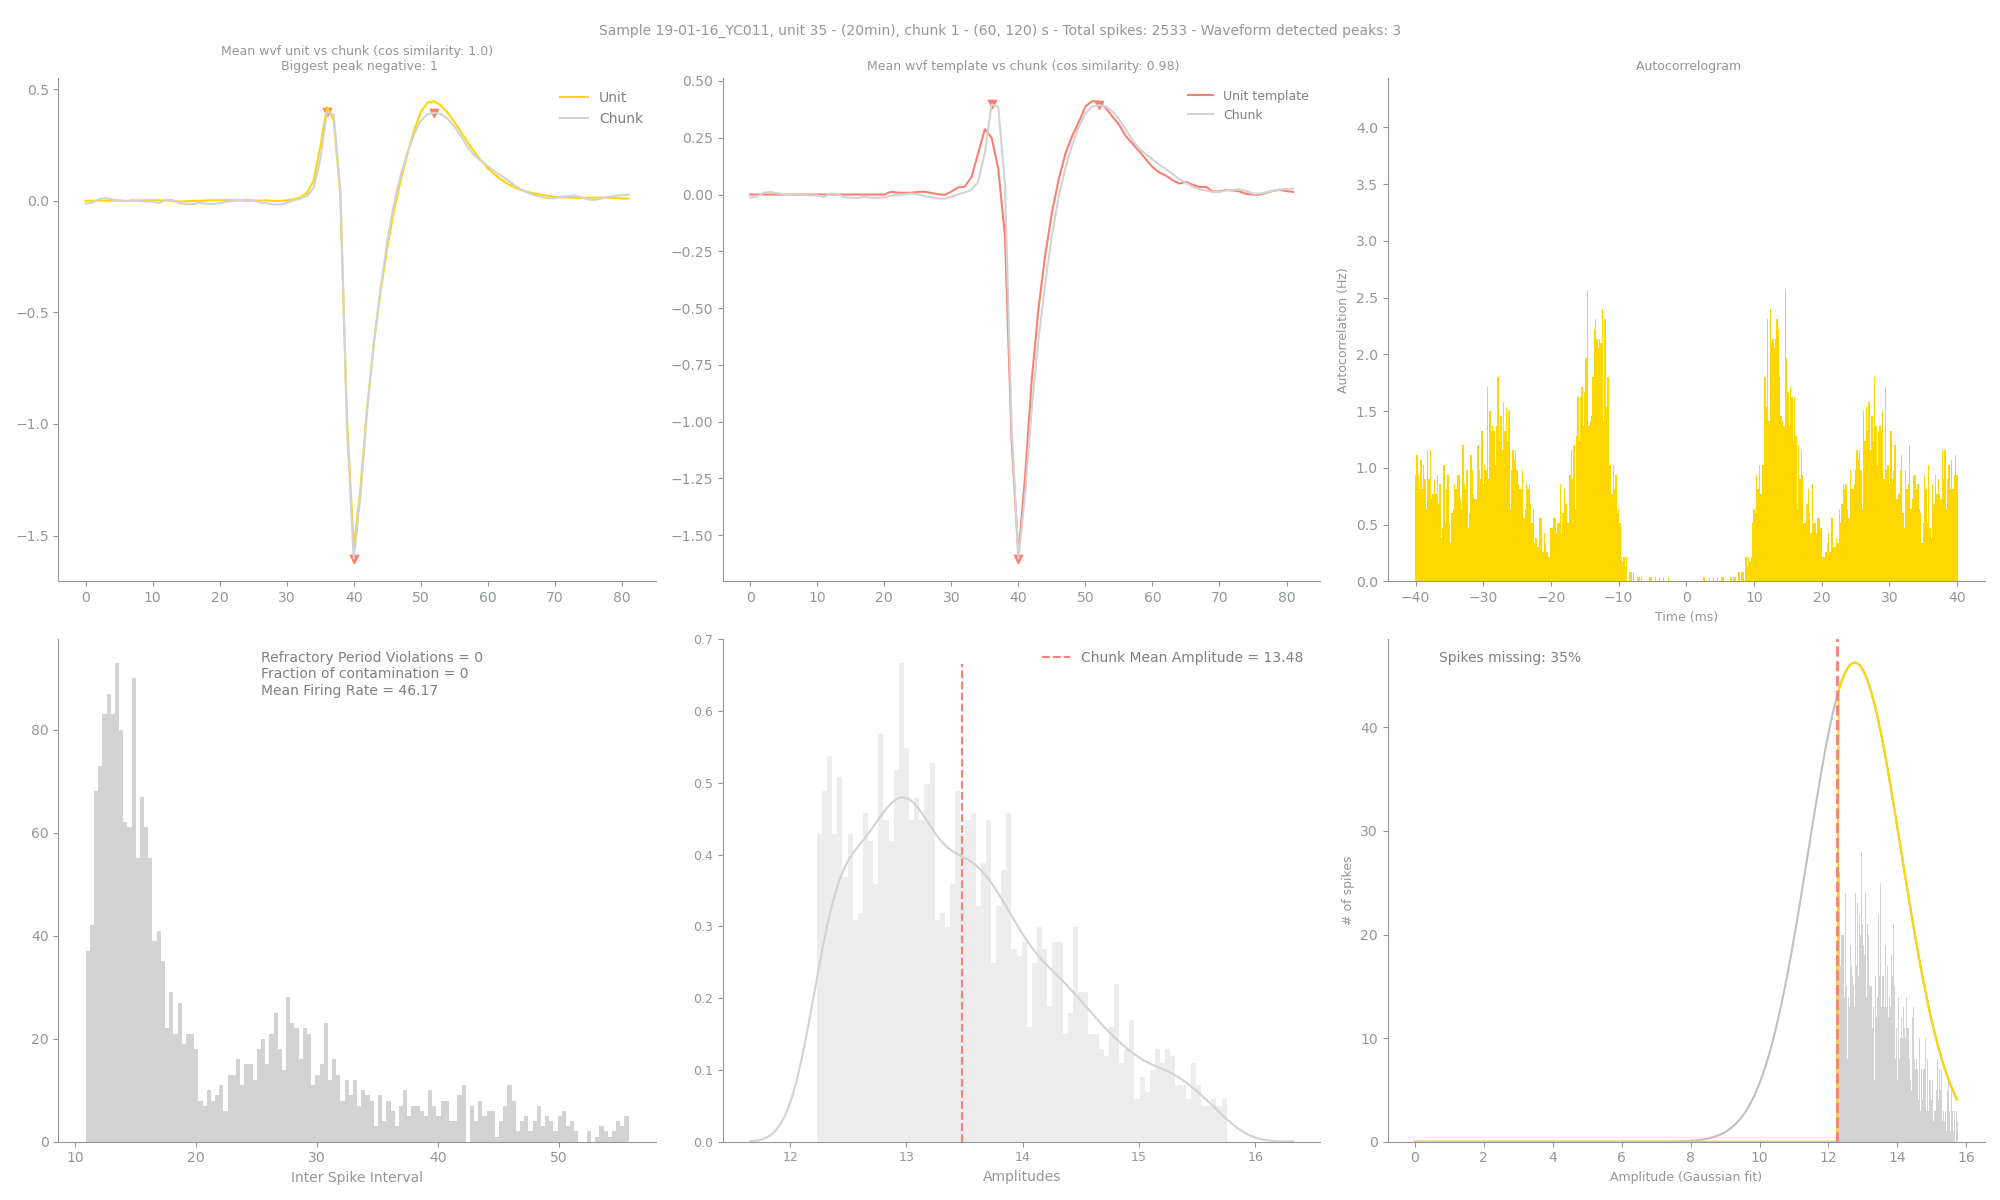 Sample 19-01-16_YC011, unit 35 - (20min), chunk 1 - (60, 120) s - Total spikes: 2533 - Waveform detected peaks: 3
Mean wvf unit vs chunk (cos similarity: 1.0)
Biggest peak negative: 1
Unit
Chunk
0.5
0.0
−0.5
−1.0
−1.5
0 10 20 30 40 50 60 70 80
Mean wvf template vs chunk (cos similarity: 0.98)
Unit template
Chunk
0.50
0.25
0.00
−0.25
−0.50
−0.75
−1.00
−1.25
−1.50
0 10 20 30 40 50 60 70 80
Autocorrelogram
Autocorrelation (Hz)
4.0
3.5
3.0
2.5
2.0
1.5
1.0
0.5
0.0
−40 −30 −20 −10 0 10 20 30 40
Time (ms)
Refractory Period Violations = 0
Fraction of contamination = 0
Mean Firing Rate = 46.17
80
60
40
20
0
10 20 30 40 50
Inter Spike Interval
Chunk Mean Amplitude = 13.48
0.7
0.6
0.5
0.4
0.3
0.2
0.1
0.0
12 13 14 15 16
Amplitudes
Spikes missing: 35%
# of spikes
40
30
20
10
0
0 2 4 6 8 10 12 14 16
Amplitude (Gaussian fit)